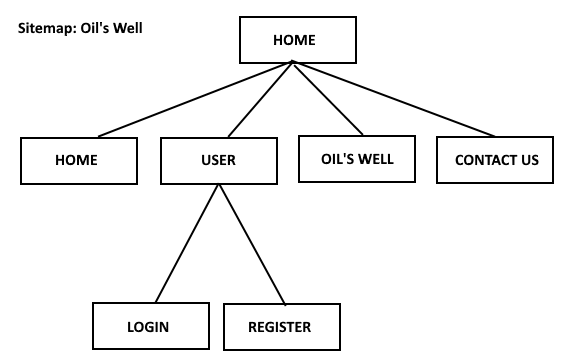 Sitemap: Oil's Well
HOME
HOME
USER
OIL'S WELL
CONTACT US
LOGIN
REGISTER